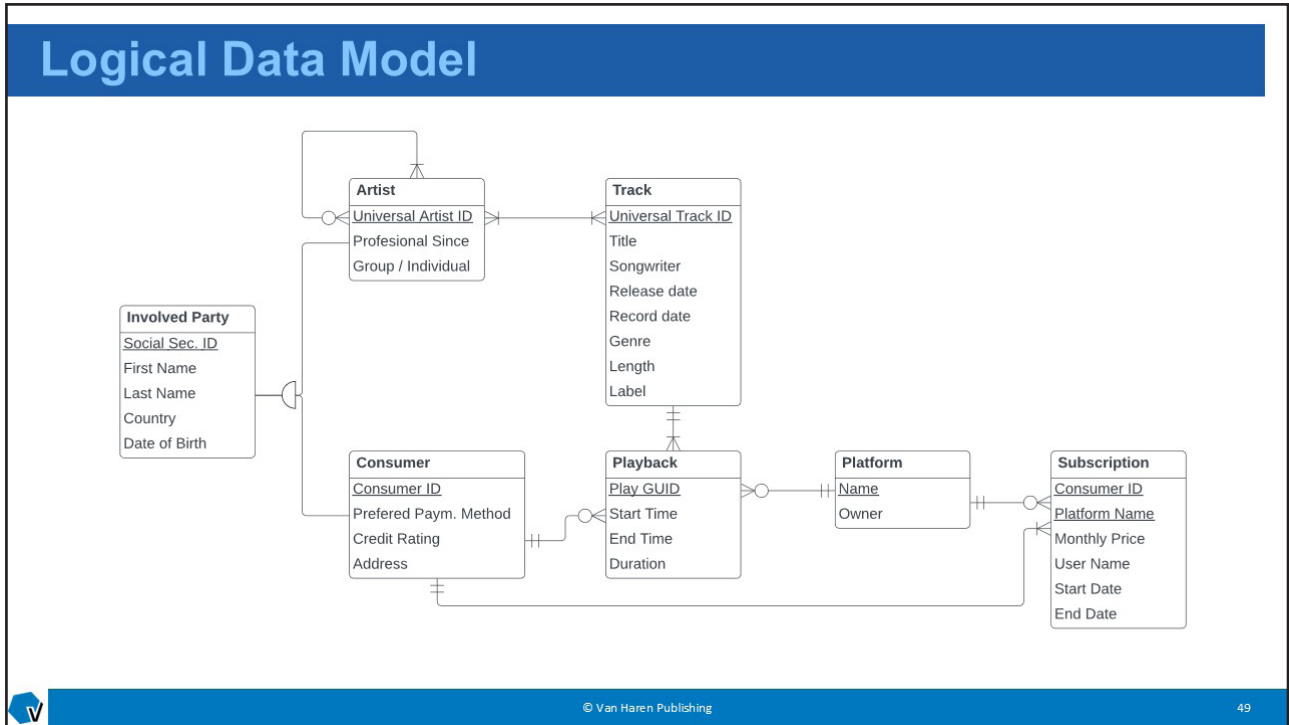 Logical Data Model
Artist
Universal Artist ID
Profesional Since
Group / Individual
Track
Universal Track ID
Title
Songwriter
Release date
Record date
Genre
Length
Label
Involved Party
Social Sec. ID
First Name
Last Name
Country
Date of Birth
Consumer
Consumer ID
Prefered Paym. Method
Credit Rating
Address
Playback
Play GUID
Start Time
End Time
Duration
Platform
Name
Owner
Subscription
Consumer ID
Platform Name
Monthly Price
User Name
Start Date
End Date
V
© Van Haren Publishing
49